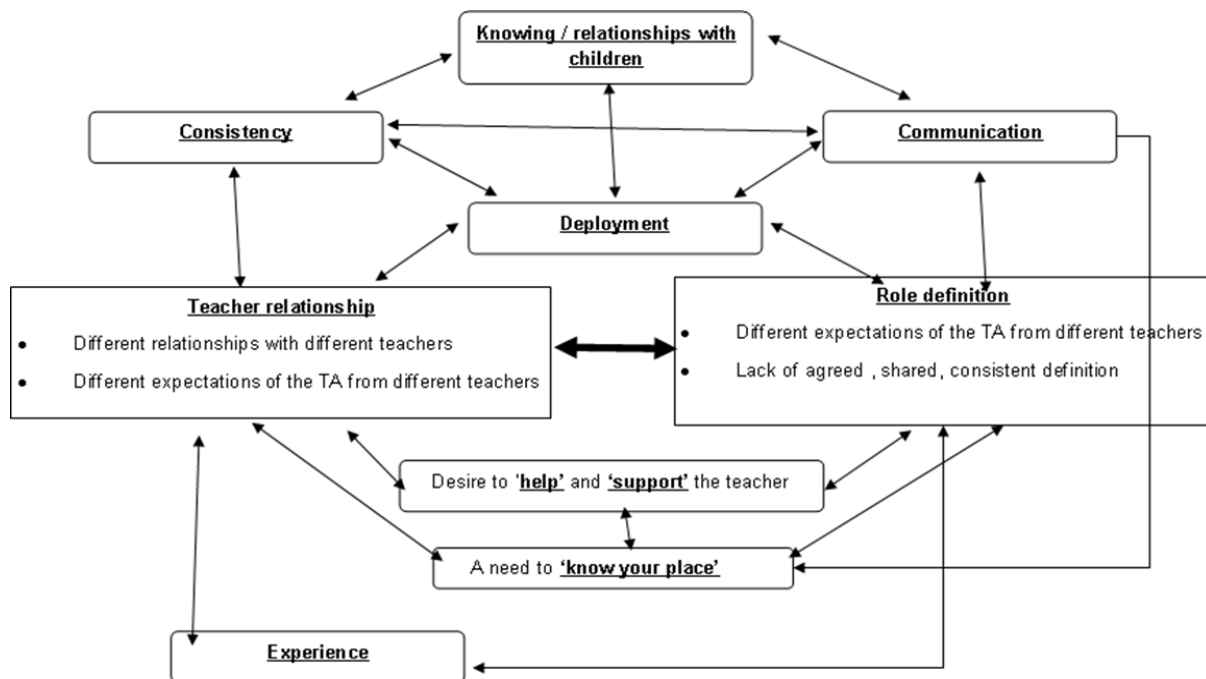 Knowing / relationships with
children
Consistency
Communication
Deployment
Teacher relationship
• Different relationships with different teachers
• Different expectations of the TA from different teachers
Role definition
• Different expectations of the TA from different teachers
• Lack of agreed , shared, consistent definition
Desire to 'help' and ‘support’ the teacher
A need to ‘know your place’
Experience